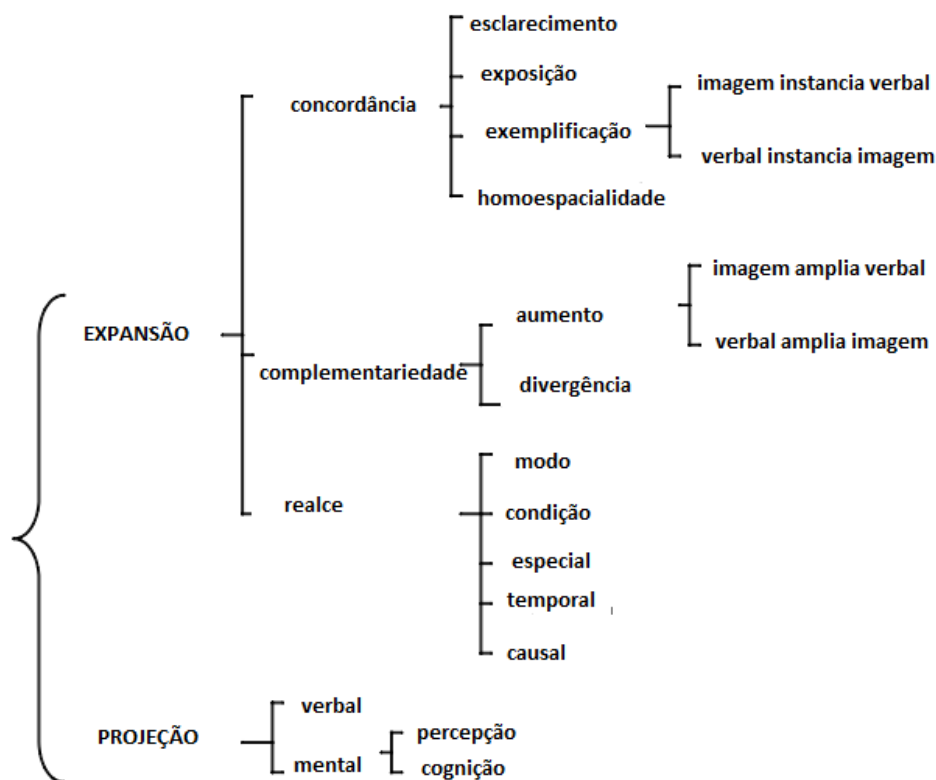 esclarecimento
exposição
imagem instancia verbal
concordância
exemplificação
verbal instancia imagem
homoespacialidade
imagem amplia verbal
aumento
EXPANSÃO
verbal amplia imagem
complementariedade
divergência
modo
realce
condição
especial
temporal
causal
verbal
PROJEÇÃO
percepção
mental
cognição